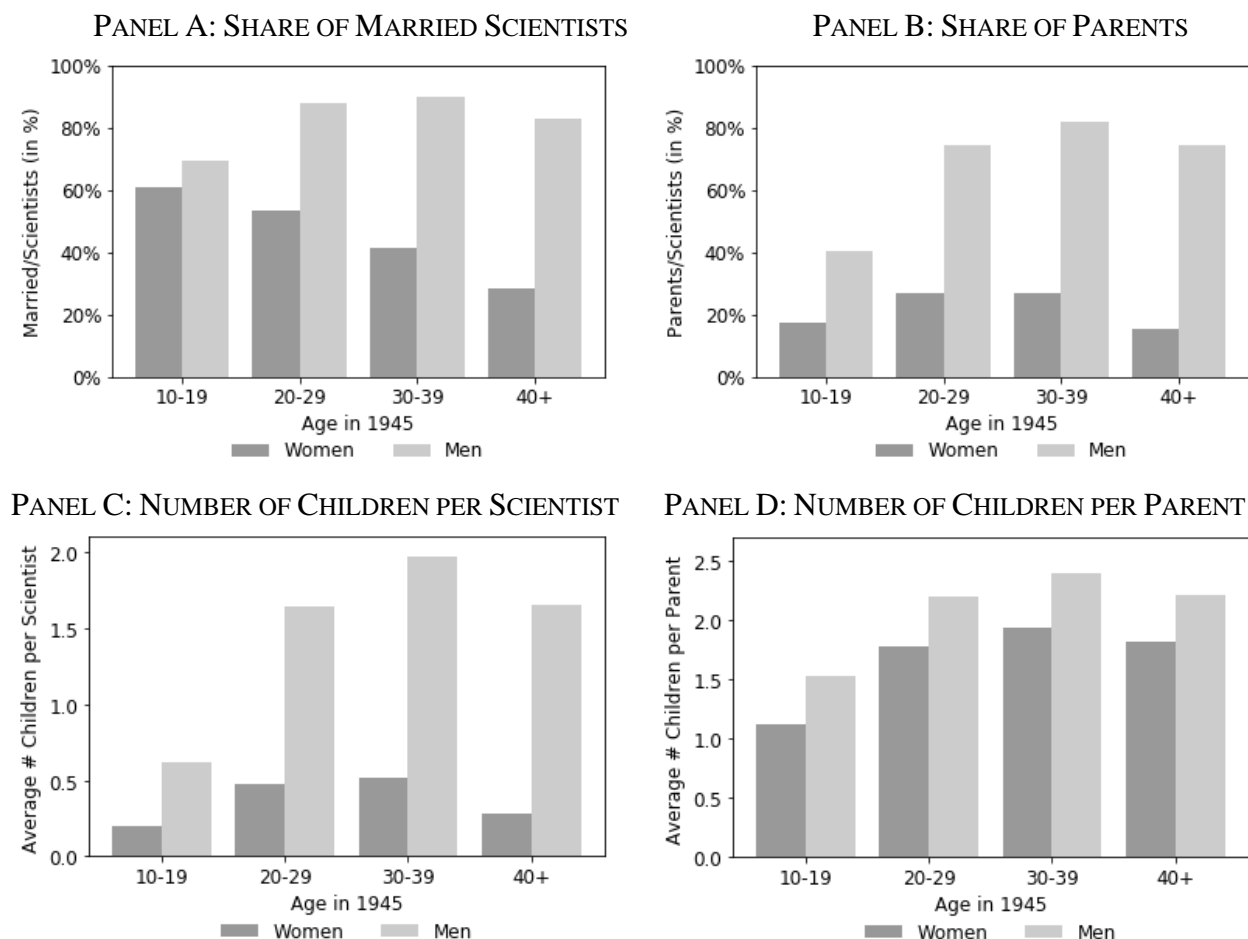 PANEL A: SHARE OF MARRIED SCIENTISTS
100%
80%
60%
40%
20%
0%
Married/Scientists (in %)
10-19 20-29 30-39 40+
Age in 1945
Women Men
PANEL B: SHARE OF PARENTS
100%
80%
60%
40%
20%
0%
Parents/Scientists (in %)
10-19 20-29 30-39 40+
Age in 1945
Women Men
PANEL C: NUMBER OF CHILDREN PER SCIENTIST
2.0
1.5
1.0
0.5
0.0
Average # Children per Scientist
10-19 20-29 30-39 40+
Age in 1945
Women Men
PANEL D: NUMBER OF CHILDREN PER PARENT
2.5
2.0
1.5
1.0
0.5
0.0
Average # Children per Parent
10-19 20-29 30-39 40+
Age in 1945
Women Men